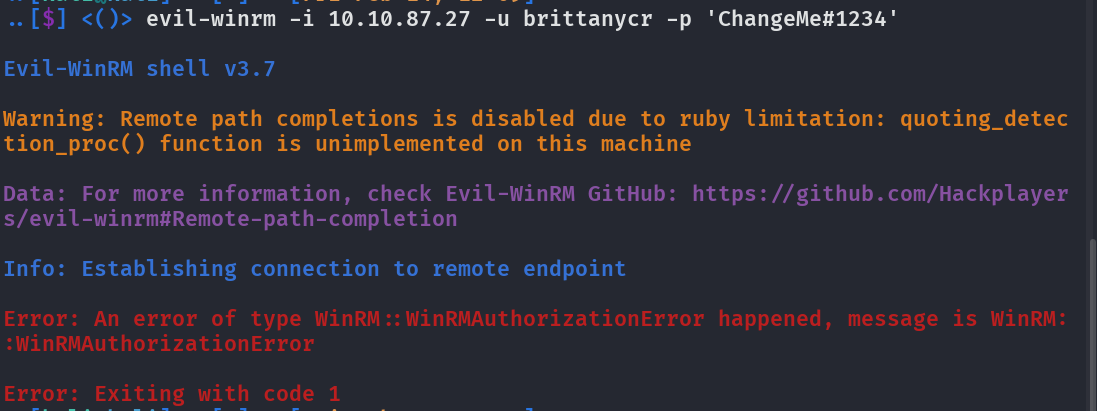 ..[$] <()> evil-winrm -i 10.10.87.27 -u brittanycr -p 'ChangeMe#1234'
Evil-WinRM shell v3.7
Warning: Remote path completions is disabled due to ruby limitation: quoting_detec
tion_proc() function is unimplemented on this machine
Data: For more information, check Evil-WinRM GitHub: https://github.com/Hackplayer
s/evil-winrm#Remote-path-completion
Info: Establishing connection to remote endpoint
Error: An error of type WinRM::WinRMAuthorizationError happened, message is WinRM:
:WinRMAuthorizationError
Error: Exiting with code 1